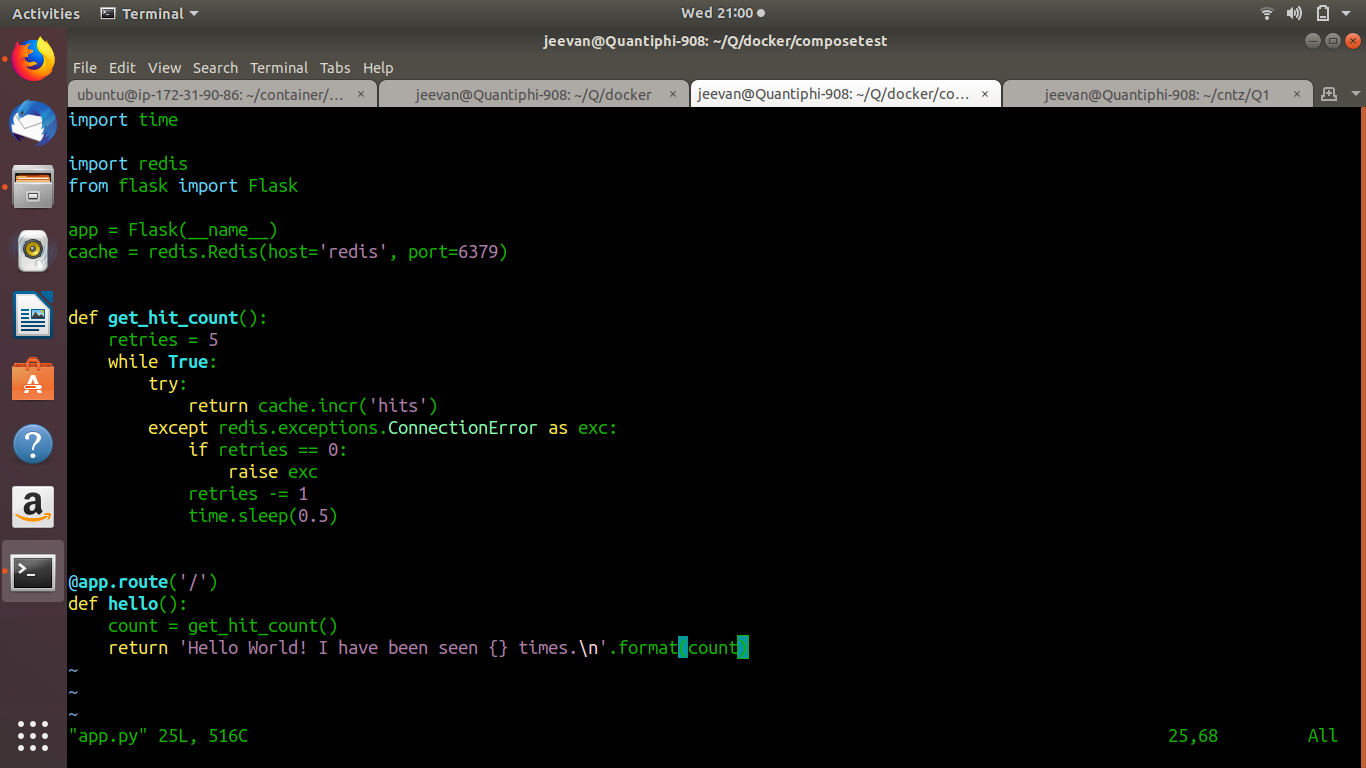 Activities Terminal Wed 21:00
jeevan@Quantiphi-908: ~/Q/docker/composetest
File Edit View Search Terminal Tabs Help
ubuntu@ip-172-31-90-86: ~/container/… × jeevan@Quantiphi-908: ~/Q/docker × jeevan@Quantiphi-908: ~/Q/docker/co… × jeevan@Quantiphi-908: ~/cntz/Q1 ×
import time

import redis
from flask import Flask

app = Flask(__name__)
cache = redis.Redis(host='redis', port=6379)


def get_hit_count():
    retries = 5
    while True:
        try:
            return cache.incr('hits')
        except redis.exceptions.ConnectionError as exc:
            if retries == 0:
                raise exc
            retries -= 1
            time.sleep(0.5)


@app.route('/')
def hello():
    count = get_hit_count()
    return 'Hello World! I have been seen {} times.\n'.format(count)
~
~
~
"app.py" 25L, 516C 25,68 All